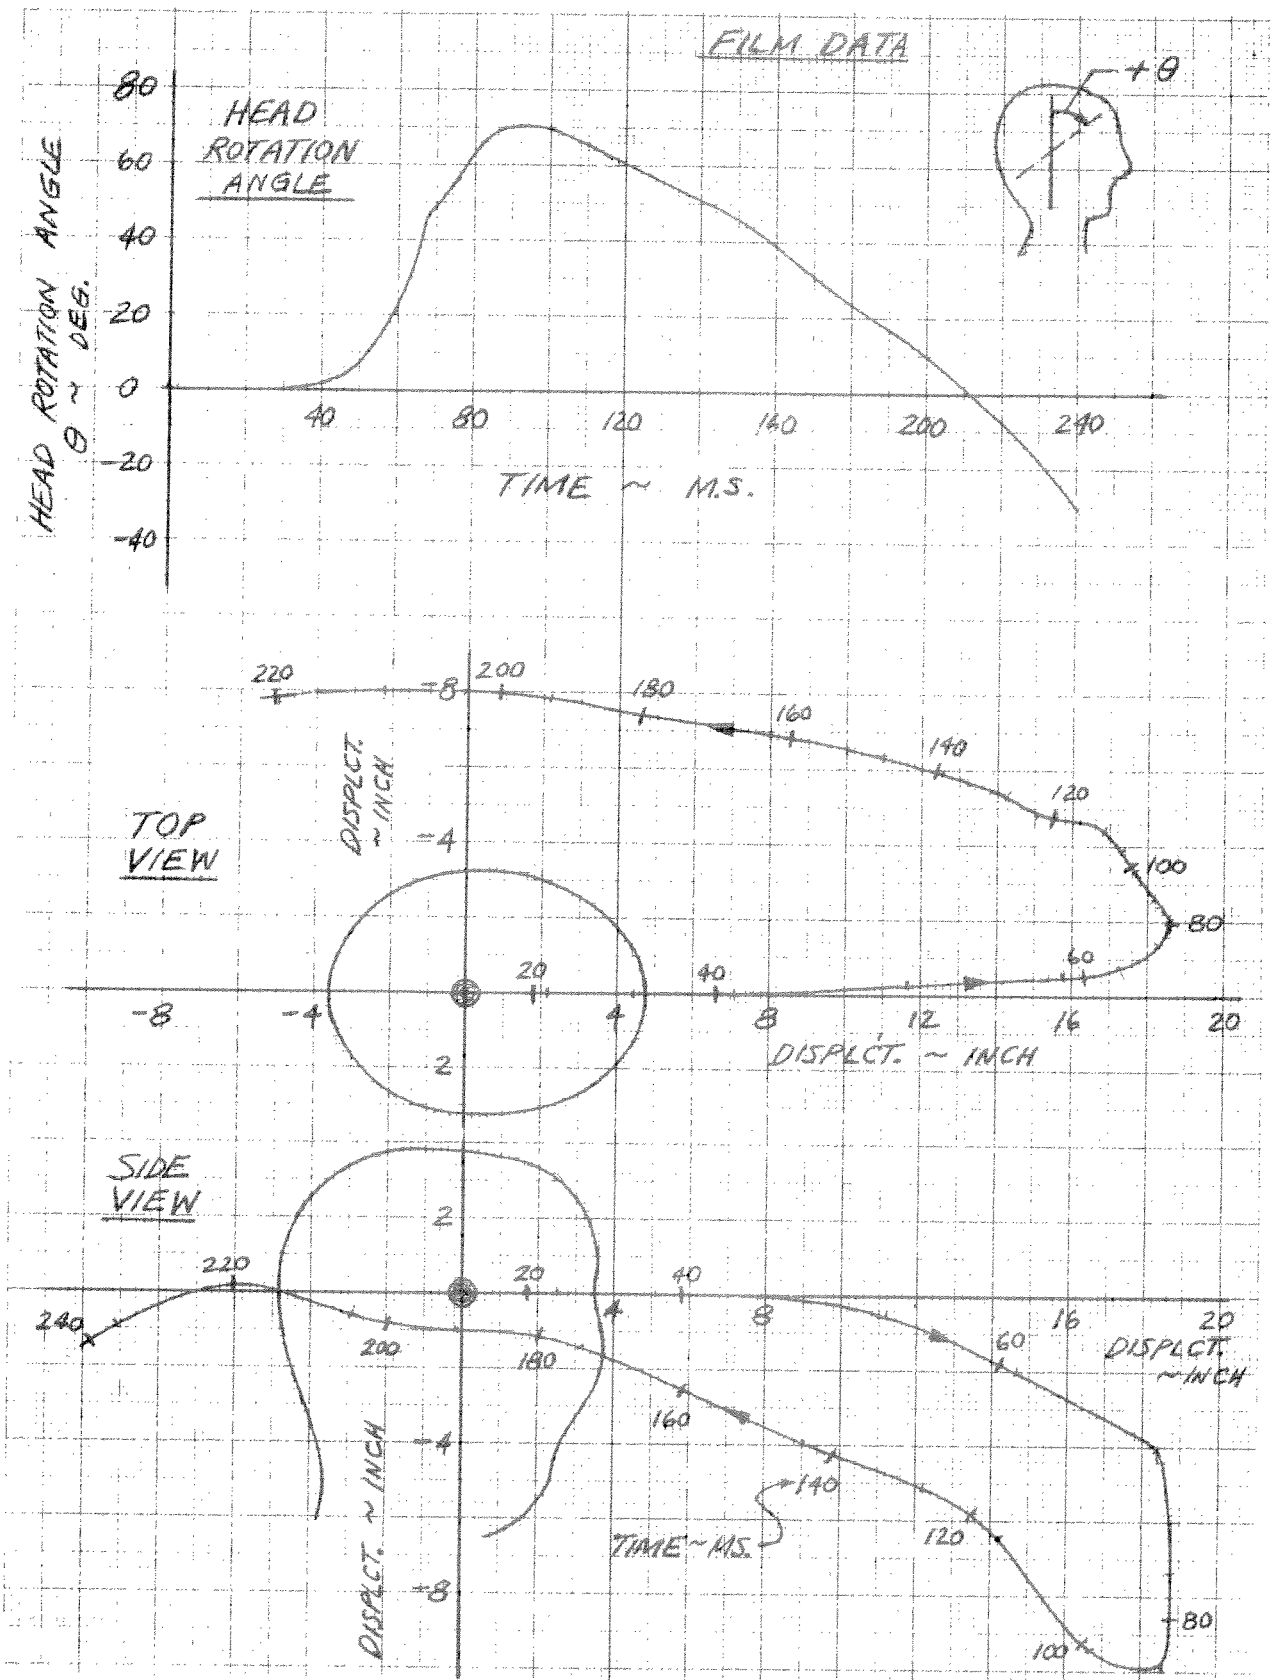 FILM DATA
+θ
HEAD
ROTATION
ANGLE
HEAD ROTATION ANGLE
θ ~ DEG.
80
60
40
20
0
-20
-40
40 80 120 160 200 240
TIME ~ M.S.
220 200 180 160 140 120 100 80 60 40 20
-8
-4
2
DISPLCT.
~ INCH
TOP
VIEW
-8 -4 4 8 12 16 20
DISPLCT. ~ INCH
SIDE
VIEW
2
-4
-8
20 40 60 80 100 120 140 160 180 200 220 240
4 8 16 20
DISPLCT.
~ INCH
DISPLCT. ~ INCH
TIME ~ MS.